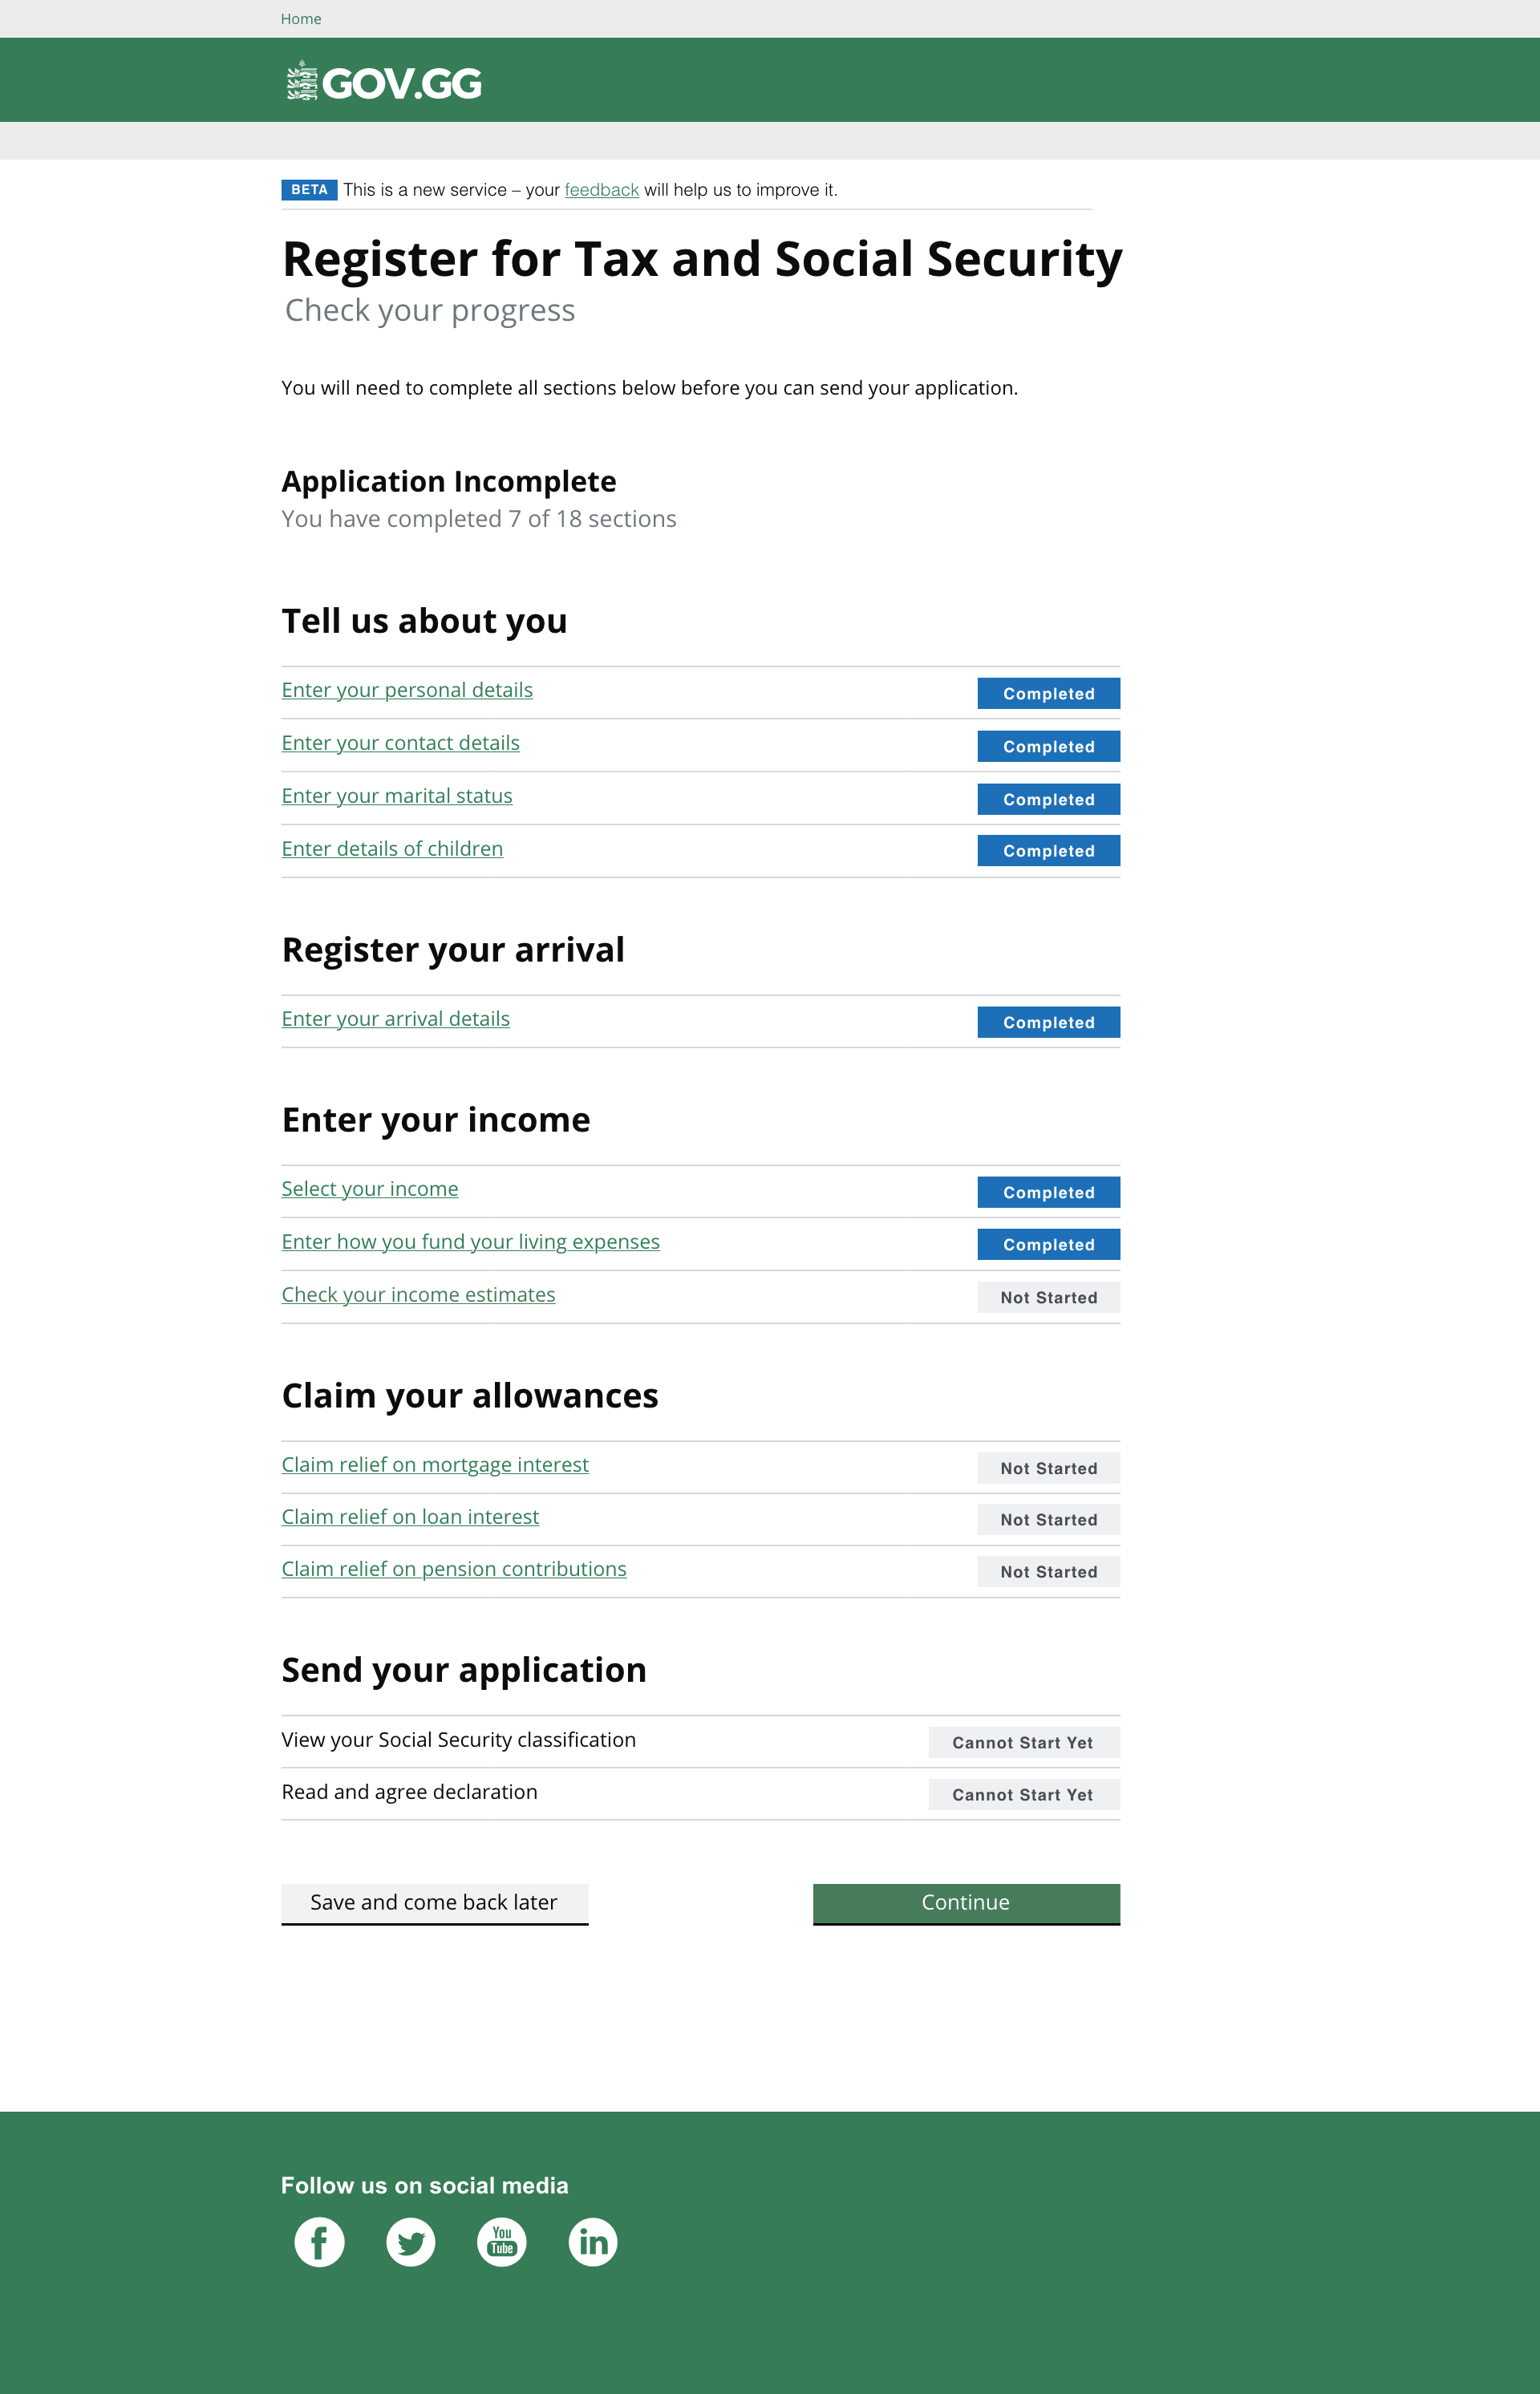 Home
GOV.GG
BETA This is a new service – your feedback will help us to improve it.
Register for Tax and Social Security
Check your progress
You will need to complete all sections below before you can send your application.
Application Incomplete
You have completed 7 of 18 sections
Tell us about you
Enter your personal details Completed
Enter your contact details Completed
Enter your marital status Completed
Enter details of children Completed
Register your arrival
Enter your arrival details Completed
Enter your income
Select your income Completed
Enter how you fund your living expenses Completed
Check your income estimates Not Started
Claim your allowances
Claim relief on mortgage interest Not Started
Claim relief on loan interest Not Started
Claim relief on pension contributions Not Started
Send your application
View your Social Security classification Cannot Start Yet
Read and agree declaration Cannot Start Yet
Save and come back later Continue
Follow us on social media
f You Tube in